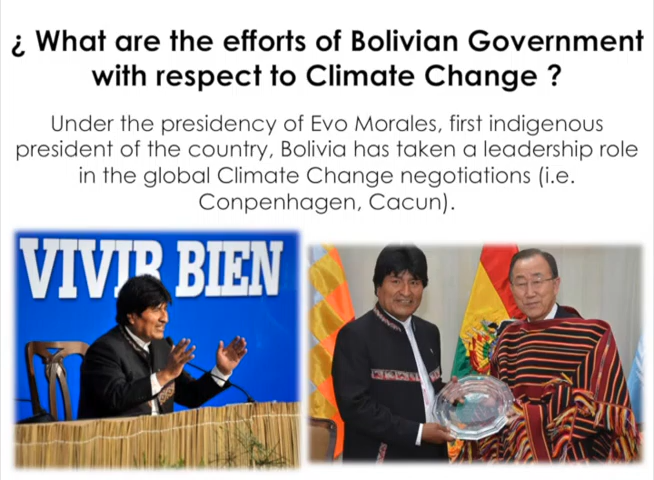 ¿ What are the efforts of Bolivian Government
with respect to Climate Change ?
Under the presidency of Evo Morales, first indigenous
president of the country, Bolivia has taken a leadership role
in the global Climate Change negotiations (i.e.
Conpenhagen, Cacun).
VIVIR BIEN